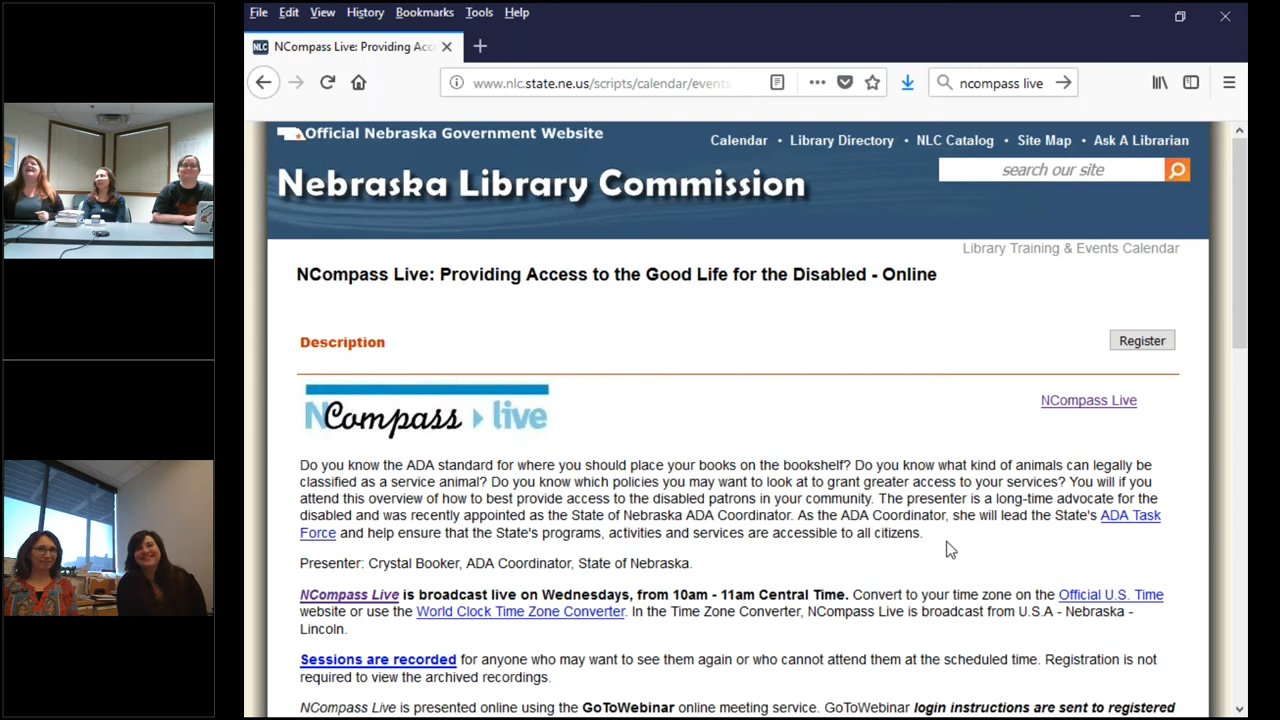 File Edit View History Bookmarks Tools Help
NLC NCompass Live: Providing Acc
www.nlc.state.ne.us/scripts/calendar/events
ncompass live
Official Nebraska Government Website
Calendar • Library Directory • NLC Catalog • Site Map • Ask A Librarian
Nebraska Library Commission
search our site
Library Training & Events Calendar
NCompass Live: Providing Access to the Good Life for the Disabled - Online
Description
Register
NCompass live
NCompass Live
Do you know the ADA standard for where you should place your books on the bookshelf? Do you know what kind of animals can legally be
classified as a service animal? Do you know which policies you may want to look at to grant greater access to your services? You will if you
attend this overview of how to best provide access to the disabled patrons in your community. The presenter is a long-time advocate for the
disabled and was recently appointed as the State of Nebraska ADA Coordinator. As the ADA Coordinator, she will lead the State's ADA Task
Force and help ensure that the State's programs, activities and services are accessible to all citizens.
Presenter: Crystal Booker, ADA Coordinator, State of Nebraska.
NCompass Live is broadcast live on Wednesdays, from 10am - 11am Central Time. Convert to your time zone on the Official U.S. Time
website or use the World Clock Time Zone Converter. In the Time Zone Converter, NCompass Live is broadcast from U.S.A - Nebraska -
Lincoln.
Sessions are recorded for anyone who may want to see them again or who cannot attend them at the scheduled time. Registration is not
required to view the archived recordings.
NCompass Live is presented online using the GoToWebinar online meeting service. GoToWebinar login instructions are sent to registered